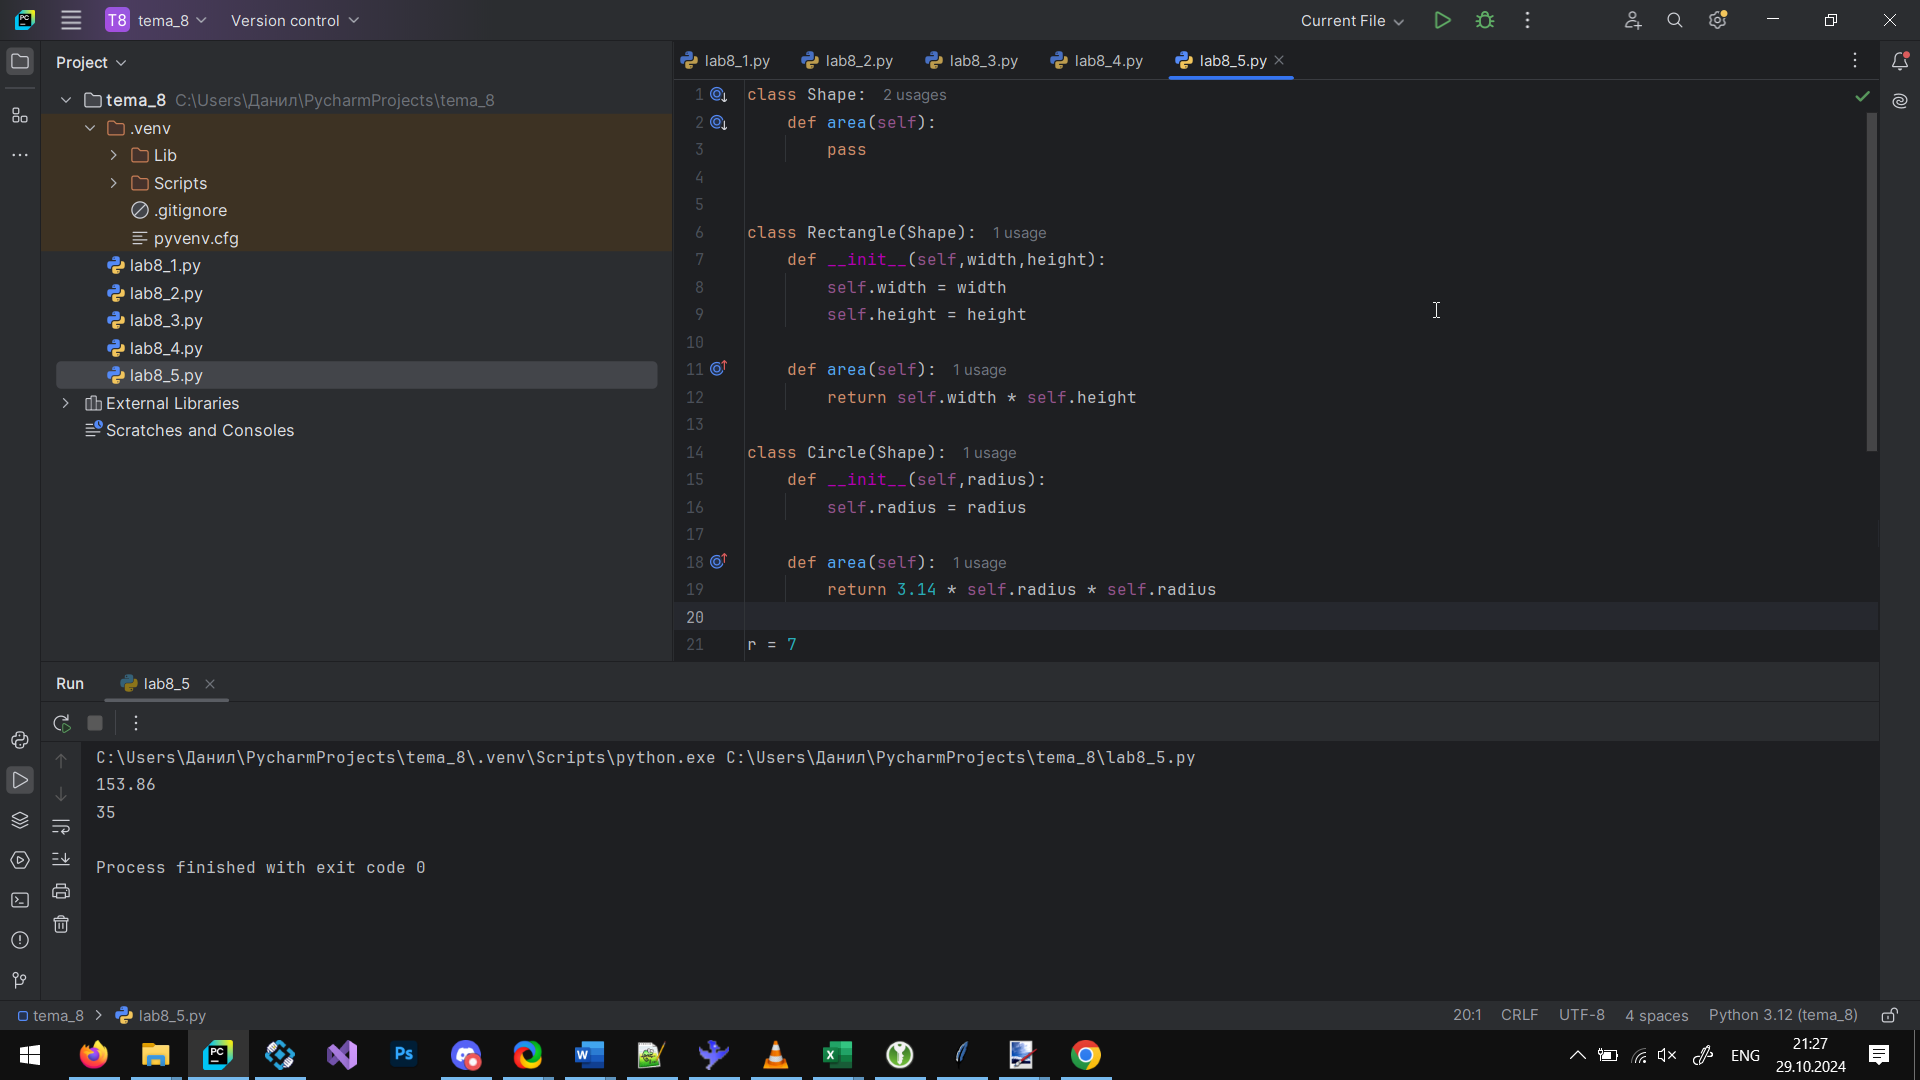 T8 tema_8 Version control Current File
Project
lab8_1.py lab8_2.py lab8_3.py lab8_4.py lab8_5.py
tema_8 C:\Users\Данил\PycharmProjects\tema_8
.venv
Lib
Scripts
.gitignore
pyvenv.cfg
lab8_1.py
lab8_2.py
lab8_3.py
lab8_4.py
lab8_5.py
External Libraries
Scratches and Consoles
1 class Shape: 2 usages
2 def area(self):
3 pass
4
5
6 class Rectangle(Shape): 1 usage
7 def __init__(self,width,height):
8 self.width = width
9 self.height = height
10
11 def area(self): 1 usage
12 return self.width * self.height
13
14 class Circle(Shape): 1 usage
15 def __init__(self,radius):
16 self.radius = radius
17
18 def area(self): 1 usage
19 return 3.14 * self.radius * self.radius
20
21 r = 7
Run lab8_5
C:\Users\Данил\PycharmProjects\tema_8\.venv\Scripts\python.exe C:\Users\Данил\PycharmProjects\tema_8\lab8_5.py
153.86
35
Process finished with exit code 0
tema_8 lab8_5.py 20:1 CRLF UTF-8 4 spaces Python 3.12 (tema_8)
PC Ps W X ENG 21:27
29.10.2024